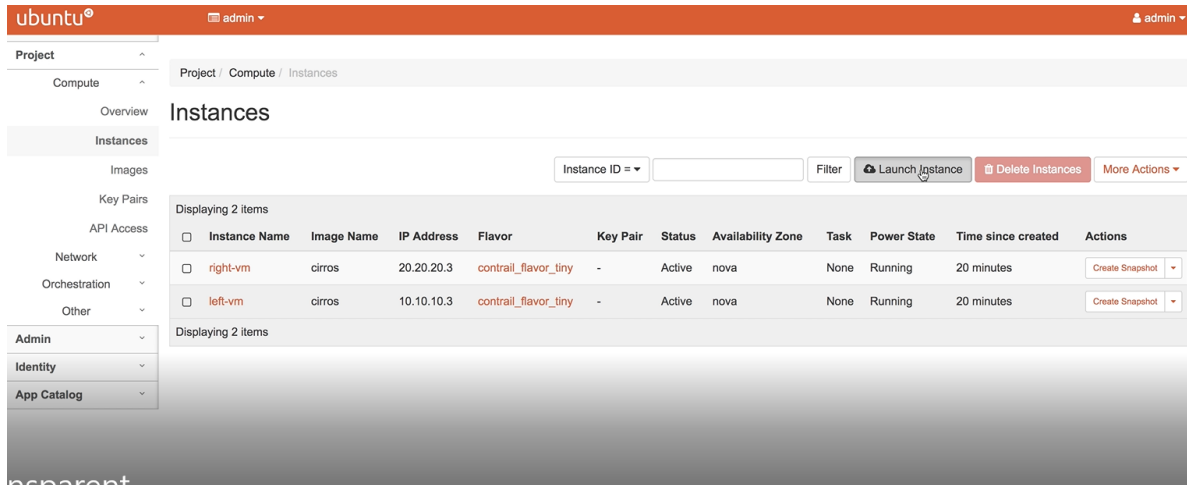 ubuntu® admin admin
Project
Compute
Overview
Instances
Images
Key Pairs
API Access
Network
Orchestration
Other
Admin
Identity
App Catalog
Project / Compute / Instances
Instances
Instance ID = Filter Launch Instance Delete Instances More Actions
Displaying 2 items
Instance Name Image Name IP Address Flavor Key Pair Status Availability Zone Task Power State Time since created Actions
right-vm cirros 20.20.20.3 contrail_flavor_tiny - Active nova None Running 20 minutes Create Snapshot
left-vm cirros 10.10.10.3 contrail_flavor_tiny - Active nova None Running 20 minutes Create Snapshot
Displaying 2 items